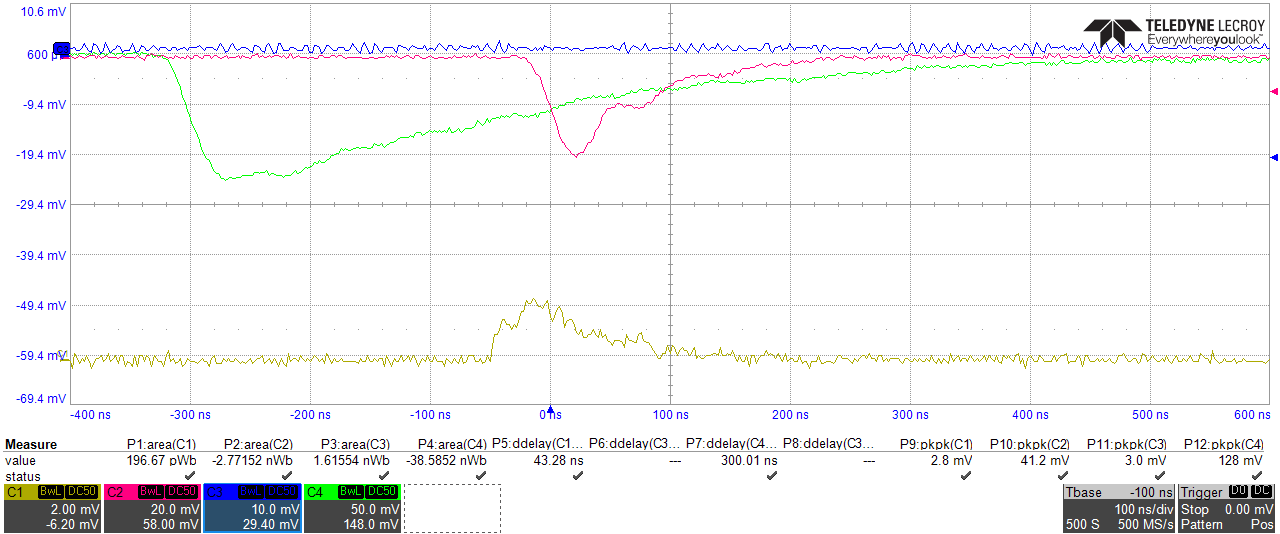 10.6 mV
TELEDYNE LECROY
Everywhereyoulook™
600 µ
-9.4 mV
-19.4 mV
-29.4 mV
-39.4 mV
-49.4 mV
-59.4 mV
-69.4 mV
-400 ns -300 ns -200 ns -100 ns 0 ns 100 ns 200 ns 300 ns 400 ns 500 ns 600 ns
Measure P1:area(C1) P2:area(C2) P3:area(C3) P4:area(C4) P5:ddelay(C1... P6:ddelay(C3... P7:ddelay(C4... P8:ddelay(C3... P9:pkpk(C1) P10:pkpk(C2) P11:pkpk(C3) P12:pkpk(C4)
value 196.67 pWb -2.77152 nWb 1.61554 nWb -38.5852 nWb 43.28 ns --- 300.01 ns --- 2.8 mV 41.2 mV 3.0 mV 128 mV
status
C1 BwL DC50 C2 BwL DC50 C3 BwL DC50 C4 BwL DC50 Tbase -100 ns Trigger D0 DC
2.00 mV 20.0 mV 10.0 mV 50.0 mV 100 ns/div Stop 0.00 mV
-6.20 mV 58.00 mV 29.40 mV 148.0 mV 500 S 500 MS/s Pattern Pos